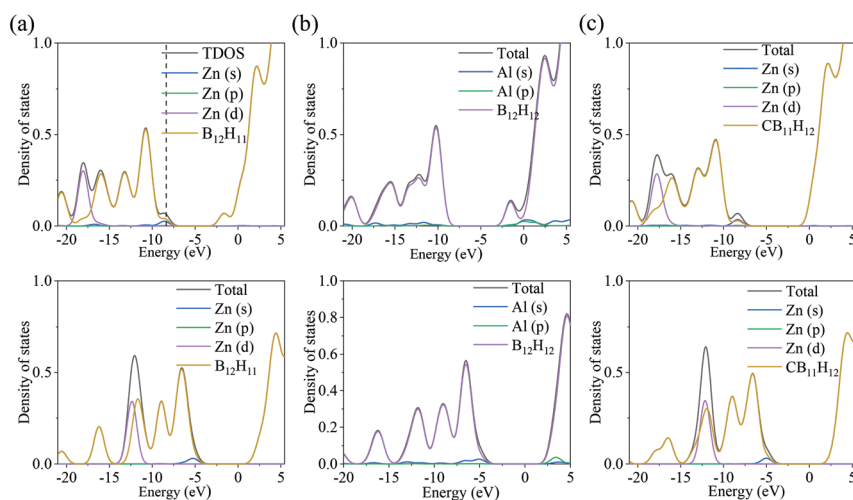 (a)
1.0
0.5
0.0
Density of states
TDOS
Zn (s)
Zn (p)
Zn (d)
B₁₂H₁₁
-20 -15 -10 -5 0 5
Energy (eV)
(b)
1.0
0.5
0.0
Density of states
Total
Al (s)
Al (p)
B₁₂H₁₂
-20 -15 -10 -5 0 5
Energy (eV)
(c)
1.0
0.5
0.0
Density of states
Total
Zn (s)
Zn (p)
Zn (d)
CB₁₁H₁₂
-20 -15 -10 -5 0 5
Energy (eV)
1.0
0.5
0.0
Density of states
Total
Zn (s)
Zn (p)
Zn (d)
B₁₂H₁₁
-20 -15 -10 -5 0 5
Energy (eV)
1.0
0.8
0.5
0.2
0.0
Density of states
Total
Al (s)
Al (p)
B₁₂H₁₂
-20 -15 -10 -5 0 5
Energy (eV)
1.0
0.5
0.0
Density of states
Total
Zn (s)
Zn (p)
Zn (d)
CB₁₁H₁₂
-20 -15 -10 -5 0 5
Energy (eV)